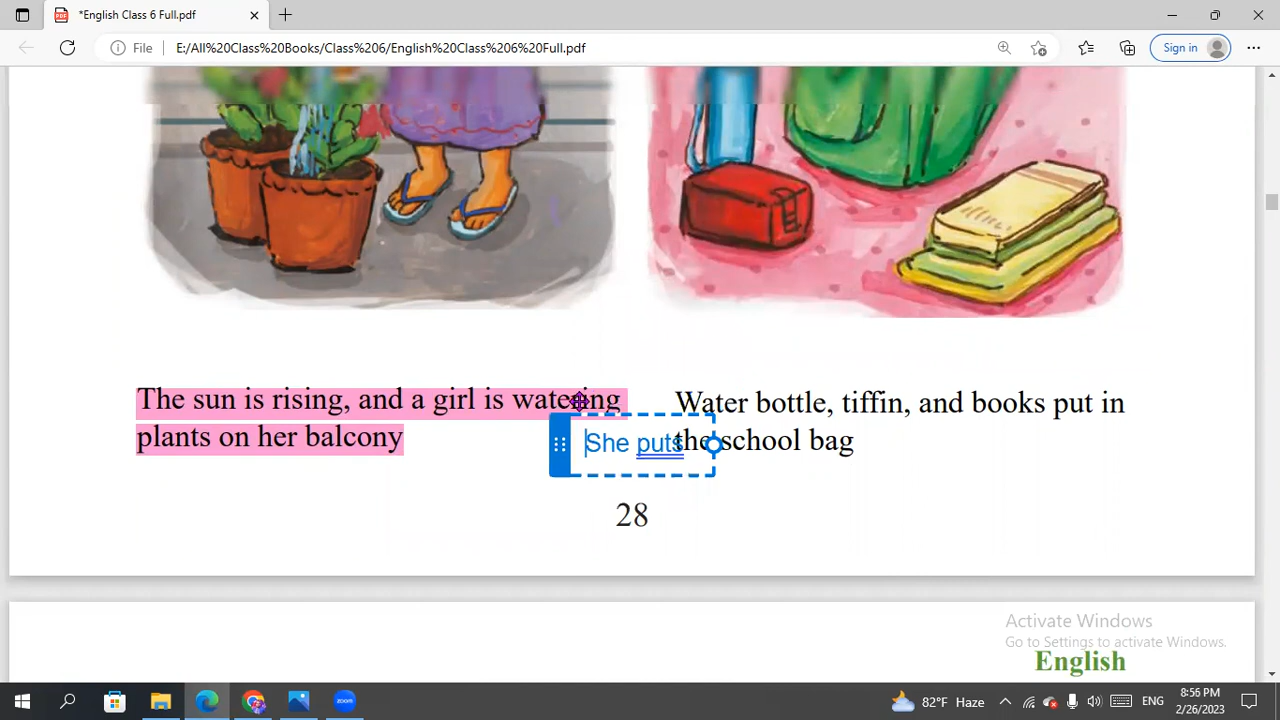 *English Class 6 Full.pdf
File
E:/All%20Class%20Books/Class%206/English%20Class%206%20Full.pdf
Sign in
The sun is rising, and a girl is watering
plants on her balcony
Water bottle, tiffin, and books put in
the school bag
She puts
28
Activate Windows
Go to Settings to activate Windows.
English
zoom
82°F Haze
ENG
8:56 PM
2/26/2023